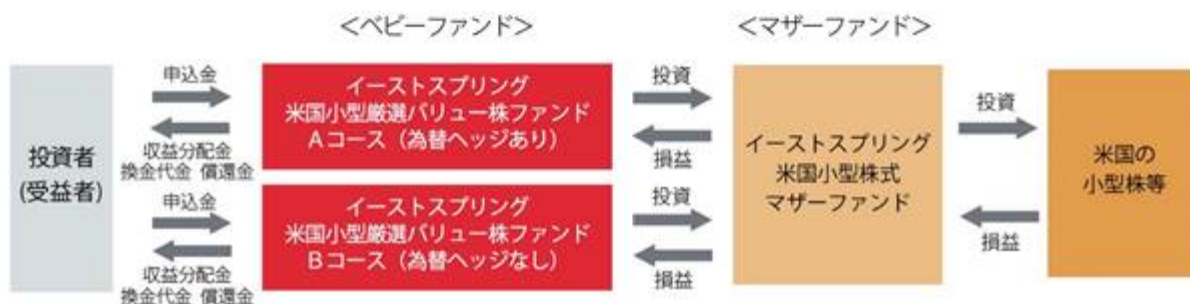 ＜ベビーファンド＞
＜マザーファンド＞
投資者
(受益者)
申込金
収益分配金
換金代金 償還金
申込金
収益分配金
換金代金 償還金
イーストスプリング
米国小型厳選バリュー株ファンド
Aコース（為替ヘッジあり）
イーストスプリング
米国小型厳選バリュー株ファンド
Bコース（為替ヘッジなし）
投資
損益
投資
損益
イーストスプリング
米国小型株式
マザーファンド
投資
損益
米国の
小型株等